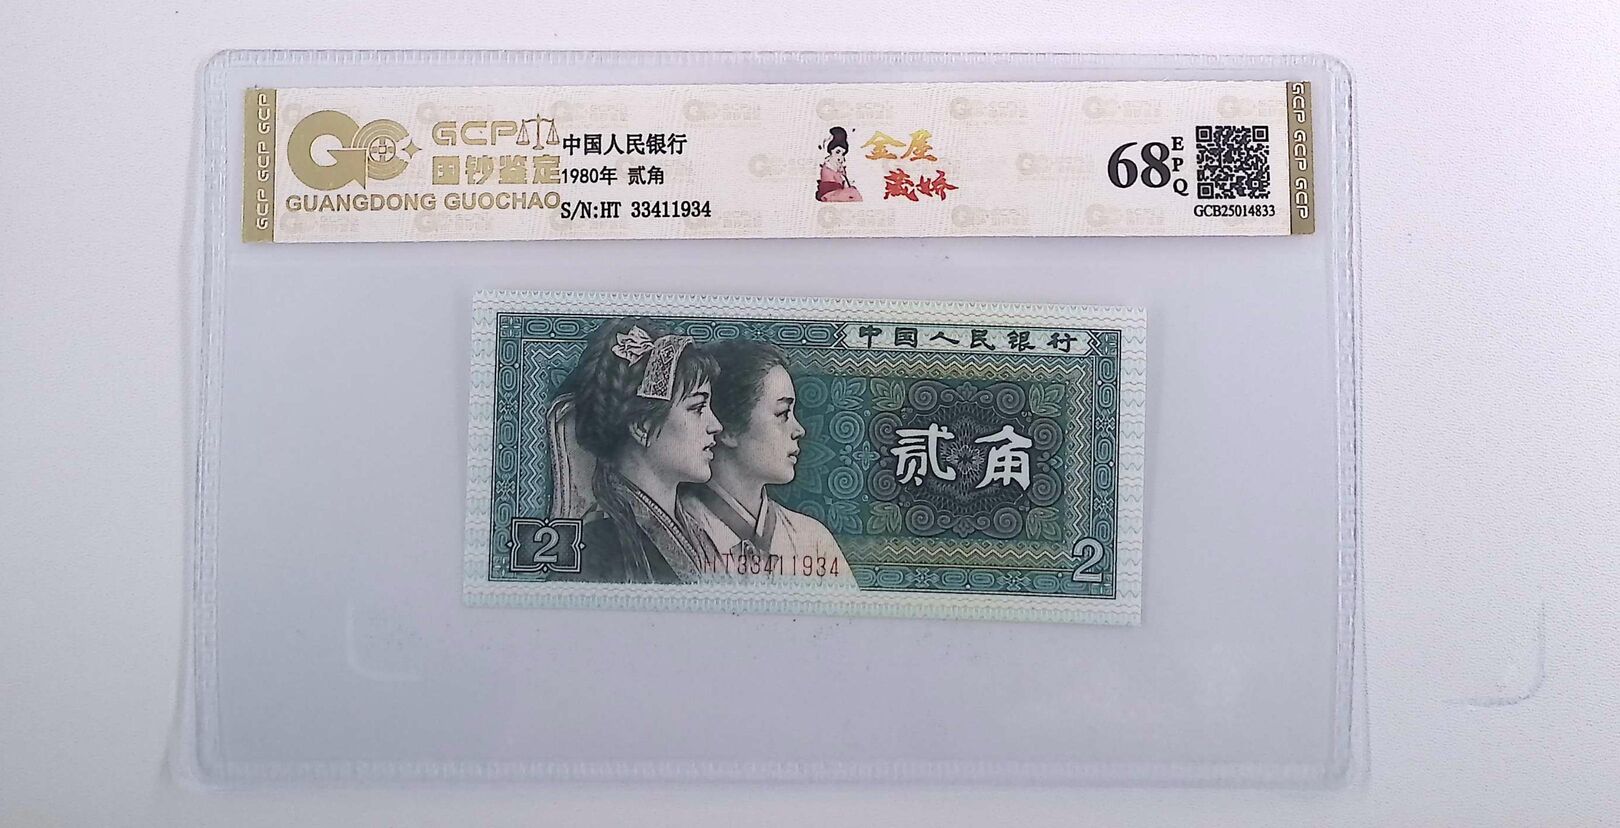 GCP
国钞鉴定
GUANGDONG GUOCHAO
中国人民银行
1980年 贰角
S/N:HT 33411934
金屋
藏娇
68
EPQ
GCB25014833
GCP GCP GCP
GCP GCP GCP
中国人民银行
贰角
2
HT33411934
2